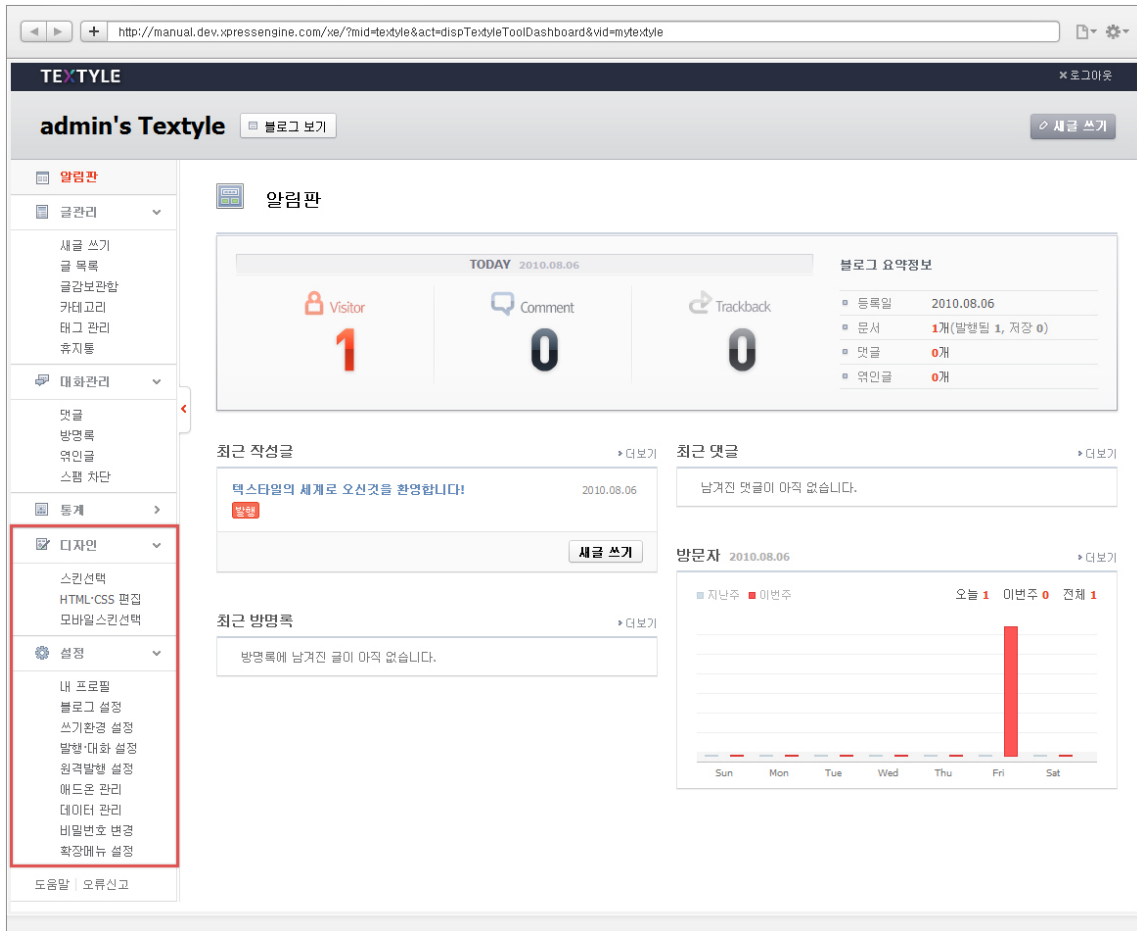 http://manual.dev.xpressengine.com/xe/?mid=textyle&act=dispTextyleToolDashboard&vid=mytextyle
TEXTYLE
×로그아웃
admin's Textyle
블로그 보기
새글 쓰기
알림판
글관리
새글 쓰기
글 목록
글감보관함
카테고리
태그 관리
휴지통
대화관리
댓글
방명록
엮인글
스팸 차단
통계
디자인
스킨선택
HTML·CSS 편집
모바일스킨선택
설정
내 프로필
블로그 설정
쓰기환경 설정
발행·대화 설정
원격발행 설정
애드온 관리
데이터 관리
비밀번호 변경
확장메뉴 설정
도움말 | 오류신고
알림판
TODAY 2010.08.06
Visitor
1
Comment
0
Trackback
0
블로그 요약정보
등록일 2010.08.06
문서 1개(발행됨 1, 저장 0)
댓글 0개
엮인글 0개
최근 작성글
더보기
텍스타일의 세계로 오신것을 환영합니다! 2010.08.06
발행
새글 쓰기
최근 방명록
더보기
방명록에 남겨진 글이 아직 없습니다.
최근 댓글
더보기
남겨진 댓글이 아직 없습니다.
방문자 2010.08.06
더보기
지난주 이번주
오늘 1 이번주 0 전체 1
Sun Mon Tue Wed Thu Fri Sat